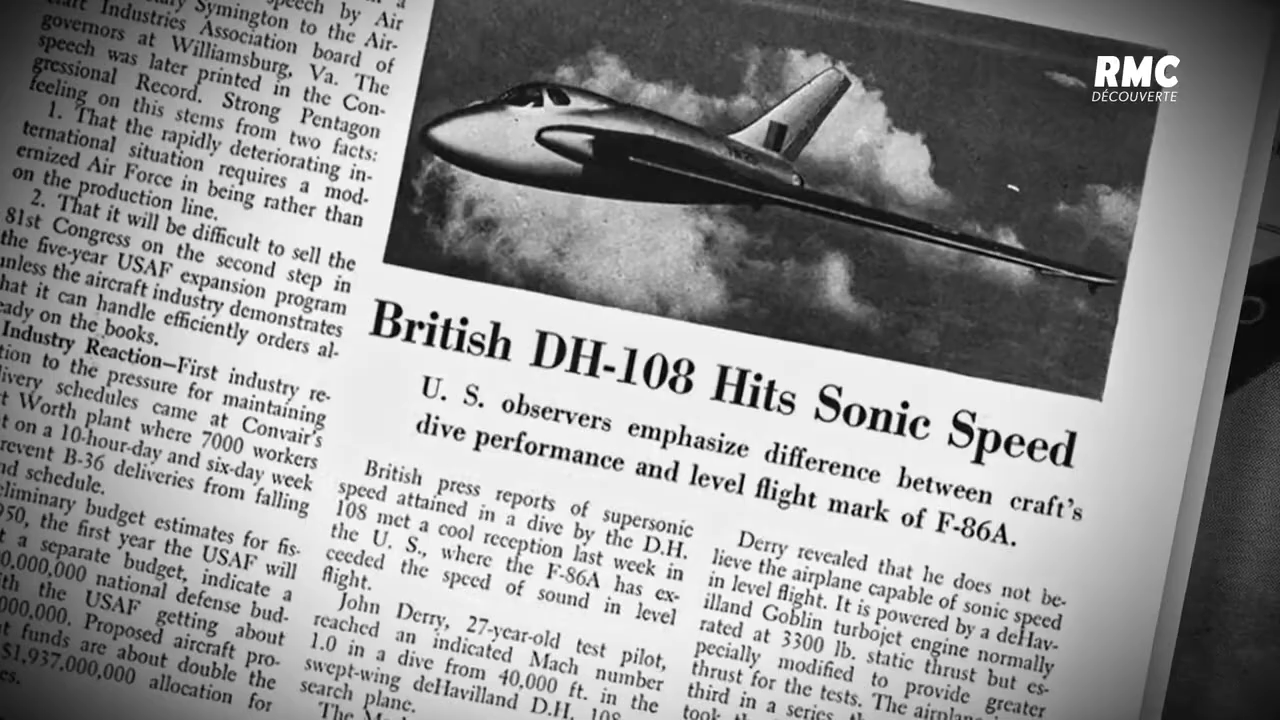 speech by Air
Symington to the Air-
craft Industries Association board of
governors at Williamsburg, Va. The
speech was later printed in the Con-
gressional Record. Strong Pentagon
feeling on this stems from two facts:
1. That the rapidly deteriorating in-
ternational situation requires a mod-
ernized Air Force in being rather than
on the production line.
2. That it will be difficult to sell the
81st Congress on the second step in
the five-year USAF expansion program
unless the aircraft industry demonstrates
that it can handle efficiently orders al-
ready on the books.
Industry Reaction—First industry re-
tion to the pressure for maintaining
livery schedules came at Convair's
t Worth plant where 7000 workers
t on a 10-hour-day and six-day week
revent B-36 deliveries from falling
nd schedule.
eliminary budget estimates for fis-
950, the first year the USAF will
t a separate budget, indicate a
0,000,000 national defense bud-
ith the USAF getting about
000,000. Proposed aircraft pro-
t funds are about double the
$1,937,000,000 allocation for
es.
RMC
DÉCOUVERTE
British DH-108 Hits Sonic Speed
U. S. observers emphasize difference between craft's
dive performance and level flight mark of F-86A.
British press reports of supersonic
speed attained in a dive by the D.H.
108 met a cool reception last week in
the U. S., where the F-86A has ex-
ceeded the speed of sound in level
flight.
John Derry, 27-year-old test pilot,
reached an indicated Mach number
1.0 in a dive from 40,000 ft. in the
swept-wing deHavilland D.H. 108
search plane.
The
Derry revealed that he does not be-
lieve the airplane capable of sonic speed
in level flight. It is powered by a deHav-
illand Goblin turbojet engine normally
rated at 3300 lb. static thrust but es-
pecially modified to provide greater
thrust for the tests. The airplane is
third in a series
took